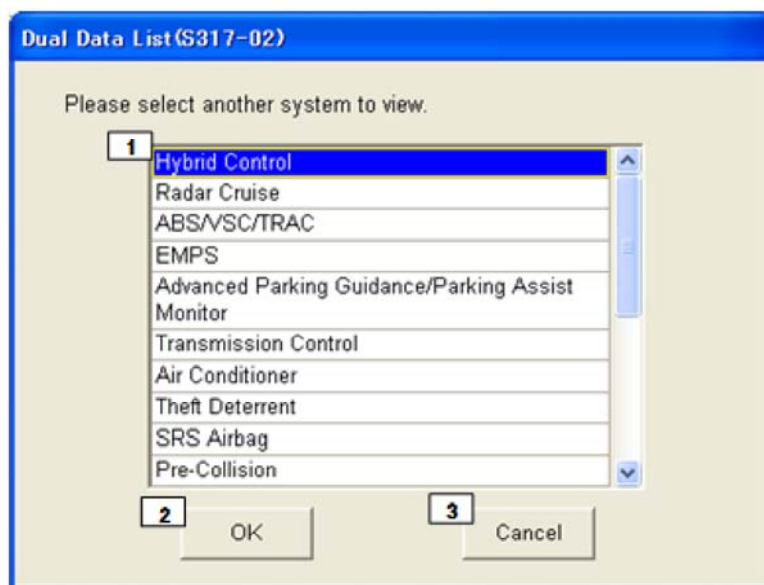 Dual Data List(S317-02)
Please select another system to view.
1
Hybrid Control
Radar Cruise
ABS/VSC/TRAC
EMPS
Advanced Parking Guidance/Parking Assist
Monitor
Transmission Control
Air Conditioner
Theft Deterrent
SRS Airbag
Pre-Collision
2
OK
3
Cancel